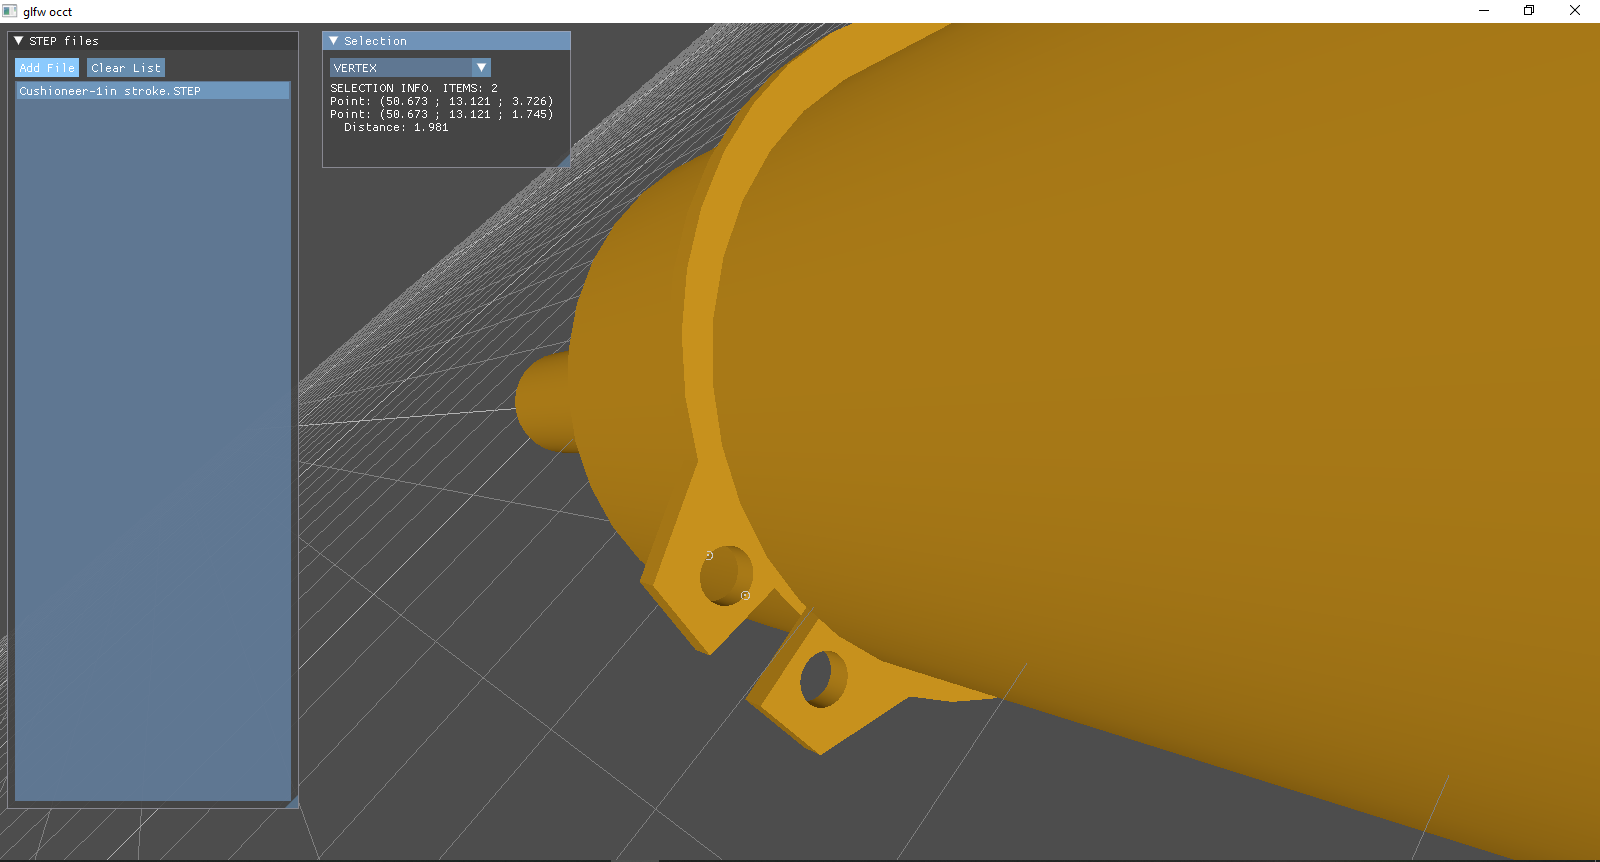 glfw occt
STEP files
Add File
Clear List
Cushioneer-1in stroke.STEP
Selection
VERTEX
SELECTION INFO. ITEMS: 2
Point: (50.673 ; 13.121 ; 3.726)
Point: (50.673 ; 13.121 ; 1.745)
Distance: 1.981